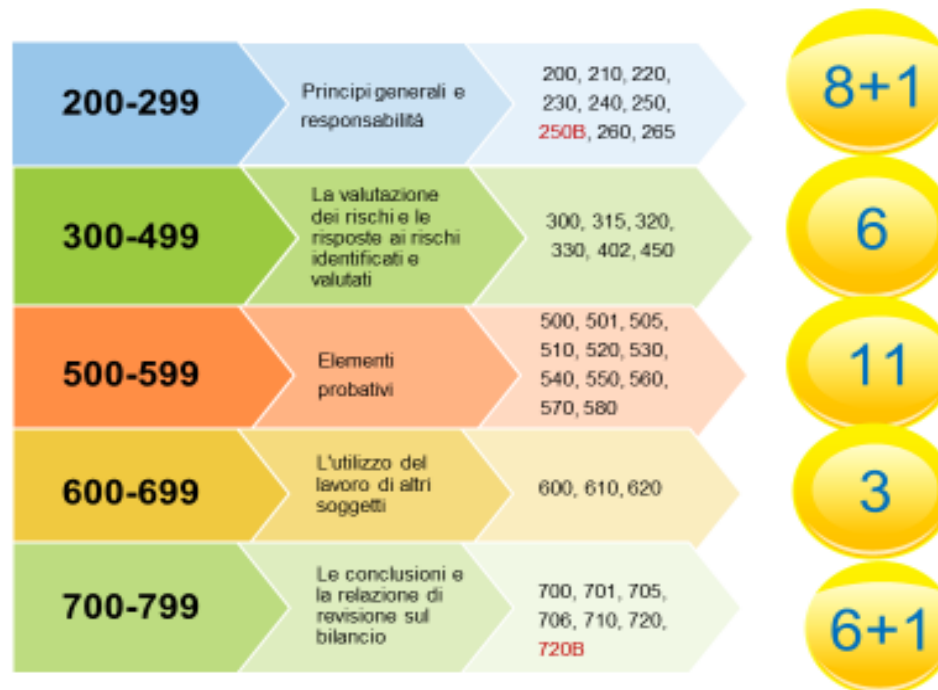 200-299
Principi generali e
responsabilità
200, 210, 220,
230, 240, 250,
250B, 260, 265
8+1
300-499
La valutazione
dei rischi e le
risposte ai rischi
identificati e
valutati
300, 315, 320,
330, 402, 450
6
500-599
Elementi
probativi
500, 501, 505,
510, 520, 530,
540, 550, 560,
570, 580
11
600-699
L'utilizzo del
lavoro di altri
soggetti
600, 610, 620
3
700-799
Le conclusioni e
la relazione di
revisione sul
bilancio
700, 701, 705,
706, 710, 720,
720B
6+1